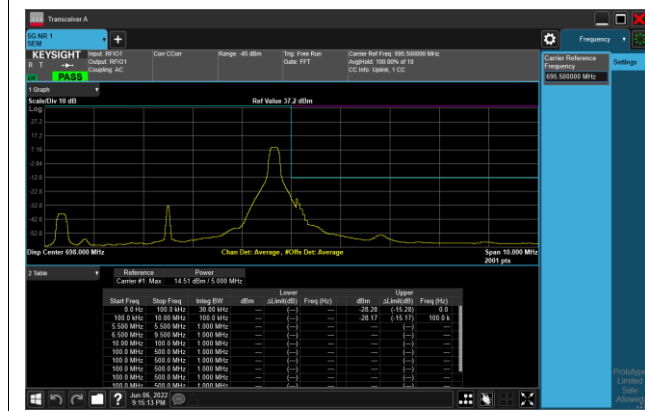 Transceiver A
5G NR 1
SEM
Frequency
KEYSIGHT
Input: RFIO1
Corr CCorr
Range: -45 dBm
Trig: Free Run
Carrier Ref Freq: 695.500000 MHz
R T
Output: RFIO1
Gate: FFT
Avg|Hold: 100.00% of 10
Coupling: AC
CC Info: Uplink, 1 CC
PASS
Carrier Reference
Frequency
695.500000 MHz
Settings
1 Graph
Scale/Div 10 dB
Ref Value 37.2 dBm
Log
27.2
17.2
7.16
-2.84
-12.8
-22.8
-32.8
-42.8
-52.8
Disp Center 698.000 MHz
Chan Det: Average, #Offs Det: Average
Span 10.000 MHz
2001 pts
2 Table
Reference Power
Carrier #1 Max 14.51 dBm / 5.000 MHz
Lower Upper
Start Freq Stop Freq Integ BW dBm ΔLimit(dB) Freq (Hz) dBm ΔLimit(dB) Freq (Hz)
0.0 Hz 100.0 kHz 30.00 kHz --- (---) --- -28.28 (-15.28) 0.0
100.0 kHz 10.00 MHz 100.0 kHz --- (---) --- -28.17 (-15.17) 100.0 k
5.500 MHz 5.500 MHz 1.000 MHz --- (---) --- --- (---) ---
6.500 MHz 9.500 MHz 1.000 MHz --- (---) --- --- (---) ---
10.00 MHz 100.0 MHz 1.000 MHz --- (---) --- --- (---) ---
100.0 MHz 500.0 MHz 1.000 MHz --- (---) --- --- (---) ---
100.0 MHz 500.0 MHz 1.000 MHz --- (---) --- --- (---) ---
100.0 MHz 500.0 MHz 1.000 MHz --- (---) --- --- (---) ---
100.0 MHz 500.0 MHz 1.000 MHz --- (---) --- --- (---) ---
Prototype
Limited
Sale
Allowed
Jun 06, 2022
9:15:13 PM